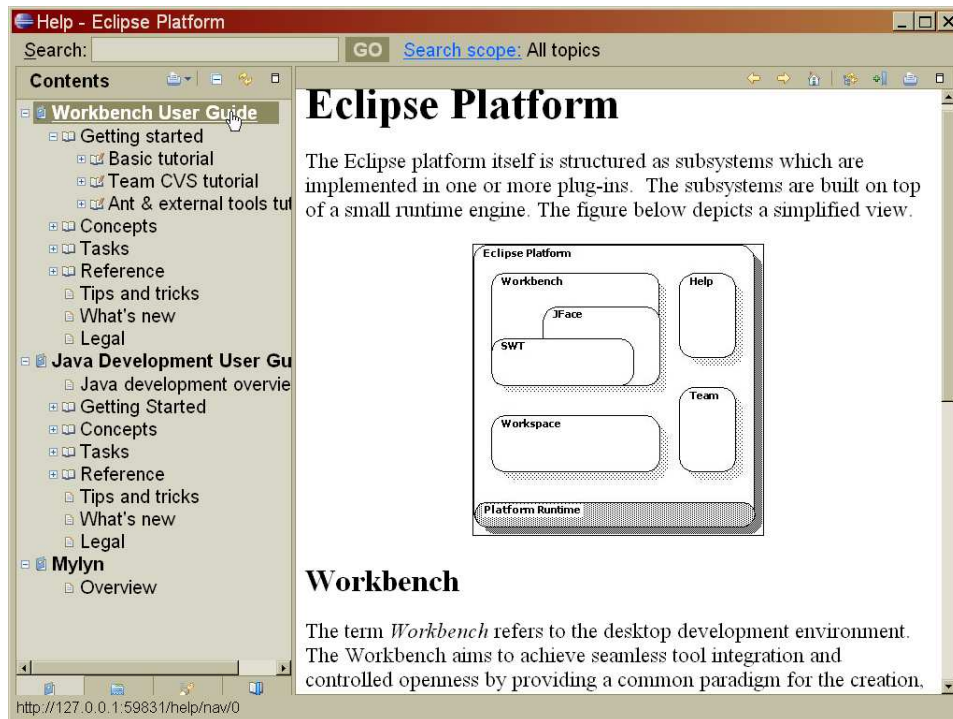 Help - Eclipse Platform
Search:
GO
Search scope: All topics
Contents
Workbench User Guide
Getting started
Basic tutorial
Team CVS tutorial
Ant & external tools tut
Concepts
Tasks
Reference
Tips and tricks
What's new
Legal
Java Development User Gu
Java development overvie
Getting Started
Concepts
Tasks
Reference
Tips and tricks
What's new
Legal
Mylyn
Overview
Eclipse Platform
The Eclipse platform itself is structured as subsystems which are
implemented in one or more plug-ins. The subsystems are built on top
of a small runtime engine. The figure below depicts a simplified view.
Eclipse Platform
Workbench
Help
JFace
SWT
Team
Workspace
Platform Runtime
Workbench
The term Workbench refers to the desktop development environment.
The Workbench aims to achieve seamless tool integration and
controlled openness by providing a common paradigm for the creation,
http://127.0.0.1:59831/help/nav/0